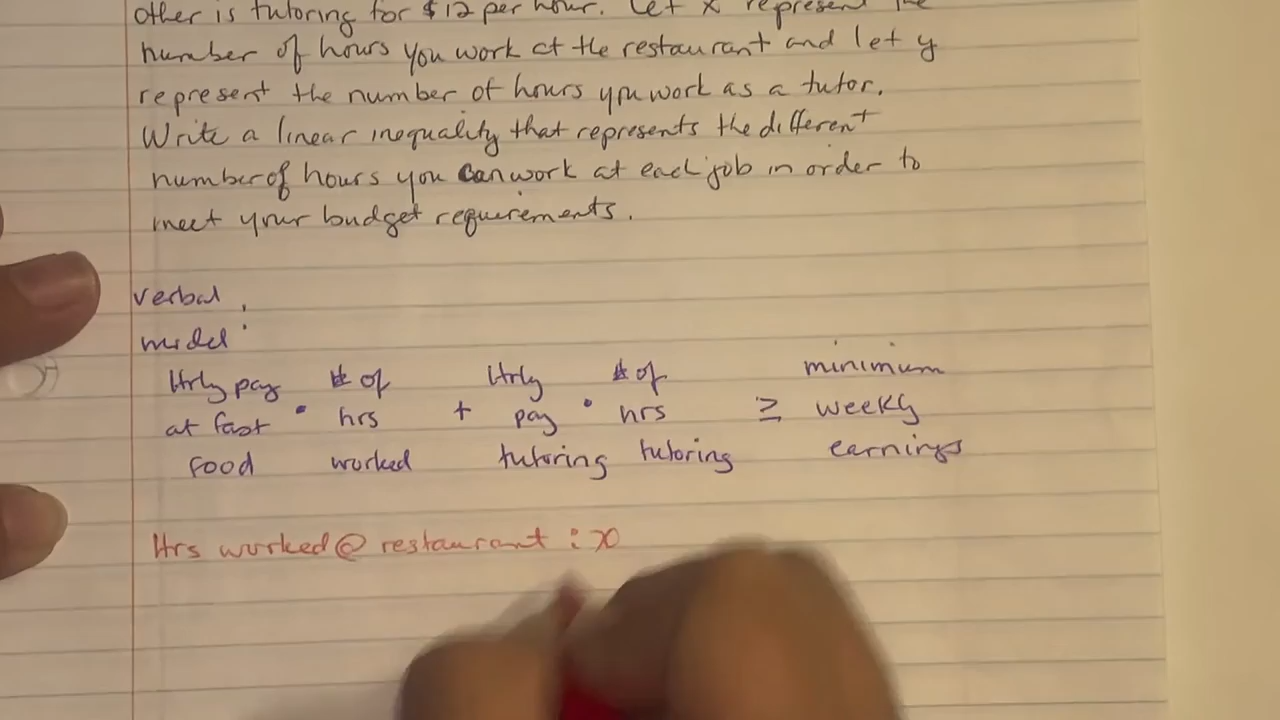 other is tutoring for $12 per hour. Let x represent the
number of hours you work at the restaurant and let y
represent the number of hours you work as a tutor.
Write a linear inequality that represents the different
number of hours you can work at each job in order to
meet your budget requirements.
verbal
model:
Hrly pay # of Hrly # of minimum
at fast • hrs + pay • hrs ≥ weekly
food worked tutoring tutoring earnings
Hrs worked @ restaurant : x